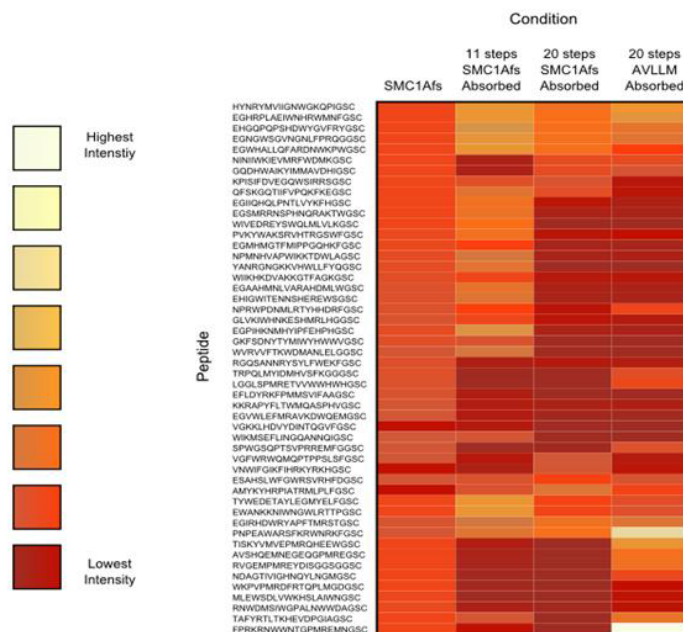 Condition
SMC1Afs
11 steps
SMC1Afs
Absorbed
20 steps
SMC1Afs
Absorbed
20 steps
AVLLM
Absorbed
Highest
Intenstiy
Lowest
Intensity
Peptide
HYNRYMVIIGNWGKQPIGSC
EGHRPLAEIWNHRWMNFGSC
EHGQPQPSHDWYGVFRYGSC
EGNGWSGVNGNLFPRQGGSC
EGWHALLQFARDNWKPWGSC
NINIIWKIEVMRFWDMKGSC
GQDHWAIKYIMMAVDHIGSC
KPISIFDVEGQWSIRRSGSC
QFSKGQTIIFVPQKFKEGSC
EGIIQHQLPNTLVYKFHGSC
EGSMRRNSPHNQRAKTWGSC
WIVEDREYSWQLMLVLKGSC
PVKYWAKSRVHTRGSWFGSC
EGMHMGTFMIPPGQHKFGSC
NPMNHVAPWIKKTDWLAGSC
YANRGNGKKVHWLLFYQGSC
WIIKHKDVAKKGTFAGKGSC
EGAAHMNLVARAHDMLWGSC
EHIGWITENNSHEREWSGSC
NPRWPDNMLRTYHHDRFGSC
GLVKIWHNKESHMRLHGGSC
EGPIHKNMHYIPFEHPHGSC
GKFSDNYTYMIWYHWWVGSC
WVRVVFTKWDMANLELGGSC
RGQSANNRYSYLFWEKFGSC
TRPQLMYIDMHVSFKGGGSC
LGGLSPMRETVVWWHWHGSC
EFLDYRKFPMMSVIFAAGSC
KKRAPYFLTWMQASPHVGSC
EGVWLEFMRAVKDWQEMGSC
VGKKLHDVYDINTQGVFGSC
WIKMSEFLINGQANNQIGSC
SPWGSQPTSVPRREMFGGSC
VGFWRWQMQPTPPSLSFGSC
VNWIFGIKFIHRKYRKHGSC
ESAHSLWFGWRSVRHFDGSC
AMYKYHRPIATRMLPLFGSC
TYWEDETAYLEGMYELFGSC
EWANKKNIWNGWLRTTPGSC
EGIRHDWRYAPFTMRSTGSC
PNPEAWARSFKRWNRKFGSC
TISKYVMVEPMRQHEEWGSC
AVSHQEMNEGEQGPMREGSC
RVGEMPMREYDISGGSGGSC
NDAGTIVIGHNQYLNGMGSC
WKPVPMRDFRTQPLMGDGSC
MLEWSDLVWKHSLAIWNGSC
RNWDMSIWGPALNWWDAGSC
TAFYRTLTKHEVDPGIAGSC
FPRKRNWWNTGPMREMNGSC